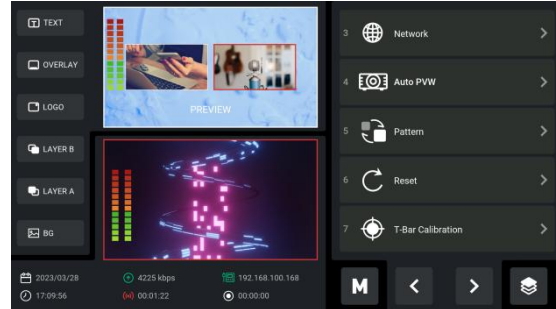 TEXT
OVERLAY
LOGO
LAYER B
LAYER A
BG
PREVIEW
2023/03/28
4225 kbps
192.168.100.168
17:09:56
00:01:22
00:00:00
3 Network
4 Auto PVW
5 Pattern
6 Reset
7 T-Bar Calibration
M